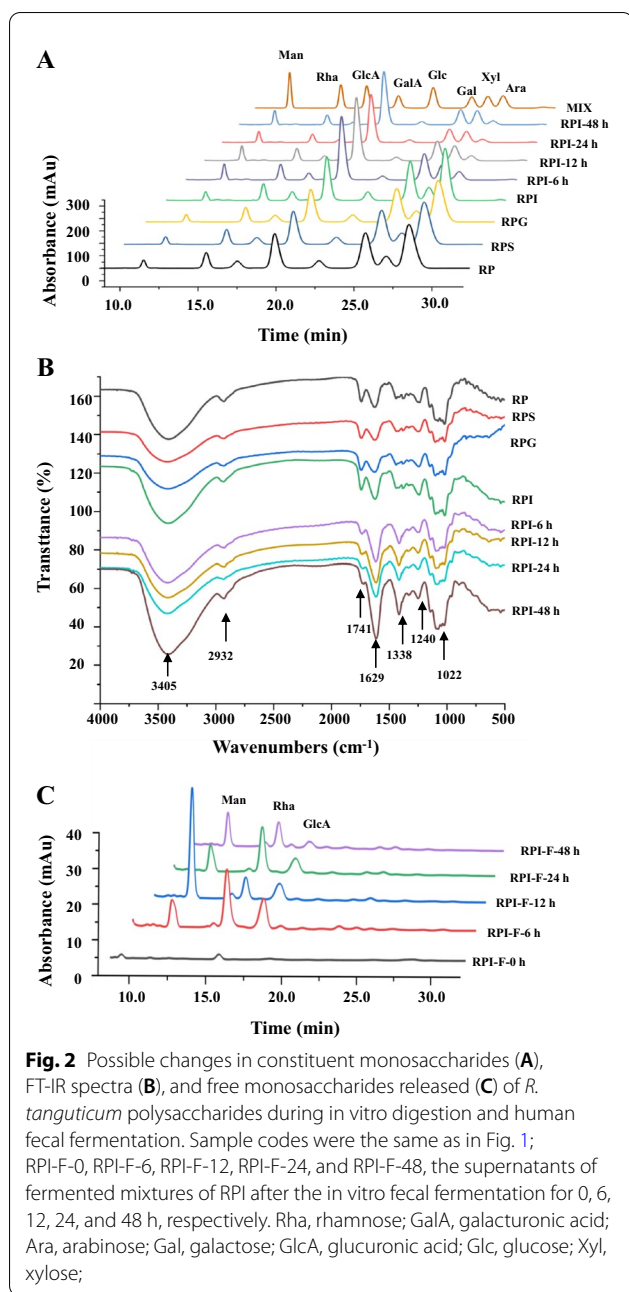 A
Man
Rha
GlcA
GalA
Glc
Gal
Xyl
Ara
MIX
RPI-48 h
RPI-24 h
RPI-12 h
RPI-6 h
RPI
RPG
RPS
RP
Absorbance (mAu)
300
200
100
0
10.0 15.0 20.0 25.0 30.0
Time (min)
B
Transttance (%)
160
140
120
100
80
60
40
20
RP
RPS
RPG
RPI
RPI-6 h
RPI-12 h
RPI-24 h
RPI-48 h
3405
2932
1741
1629
1338
1240
1022
4000 3500 3000 2500 2000 1500 1000 500
Wavenumbers (cm-1)
C
Man
Rha
GlcA
Absorbance (mAu)
40
30
20
10
0
RPI-F-48 h
RPI-F-24 h
RPI-F-12 h
RPI-F-6 h
RPI-F-0 h
10.0 15.0 20.0 25.0 30.0
Time (min)
Fig. 2 Possible changes in constituent monosaccharides (A),
FT-IR spectra (B), and free monosaccharides released (C) of R.
tanguticum polysaccharides during in vitro digestion and human
fecal fermentation. Sample codes were the same as in Fig. 1;
RPI-F-0, RPI-F-6, RPI-F-12, RPI-F-24, and RPI-F-48, the supernatants of
fermented mixtures of RPI after the in vitro fecal fermentation for 0, 6,
12, 24, and 48 h, respectively. Rha, rhamnose; GalA, galacturonic acid;
Ara, arabinose; Gal, galactose; GlcA, glucuronic acid; Glc, glucose; Xyl,
xylose;